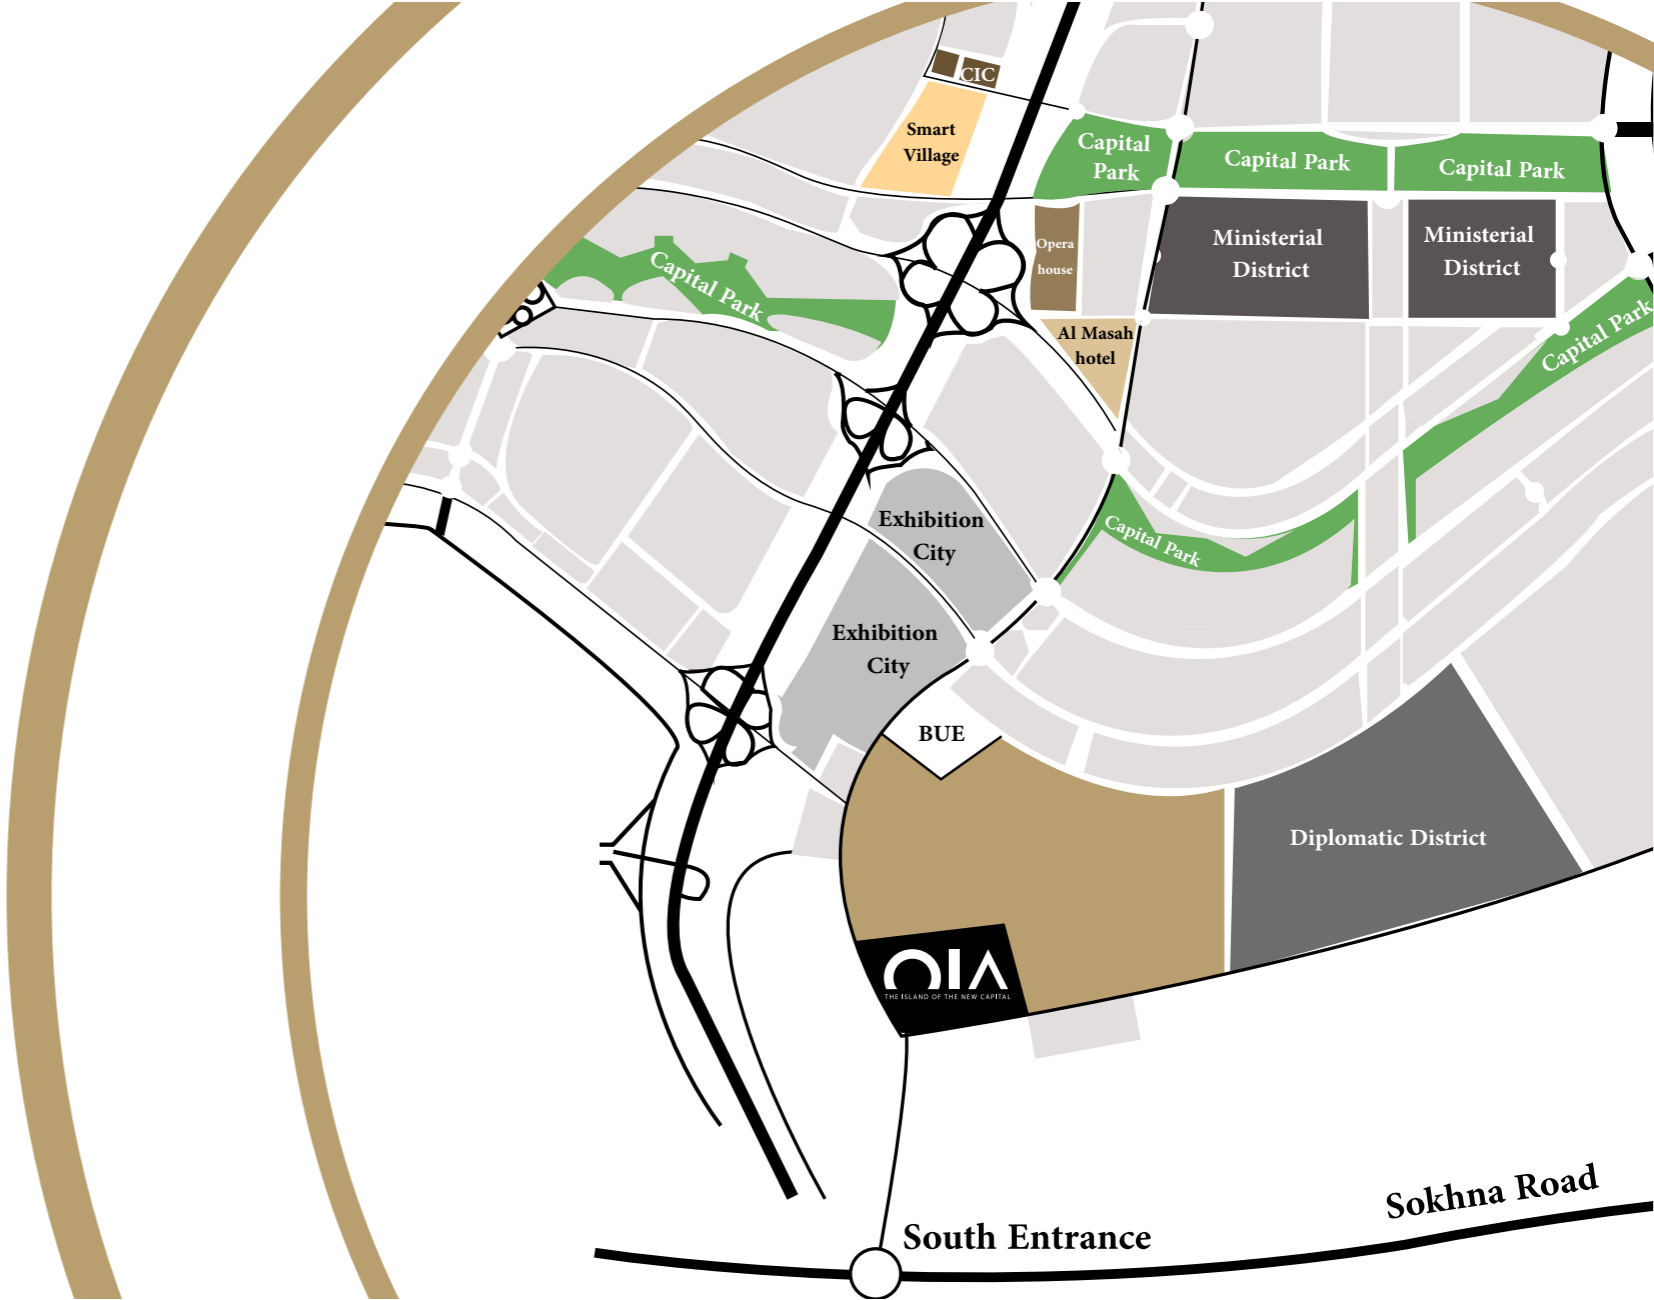 CIC
Smart
Village
Capital
Park
Capital Park
Capital Park
Opera
house
Ministerial
District
Ministerial
District
Capital Park
Capital Park
Al Masah
hotel
Exhibition
City
Capital Park
Exhibition
City
BUE
Diplomatic District
OIA
THE ISLAND OF THE NEW CAPITAL
Sokhna Road
South Entrance